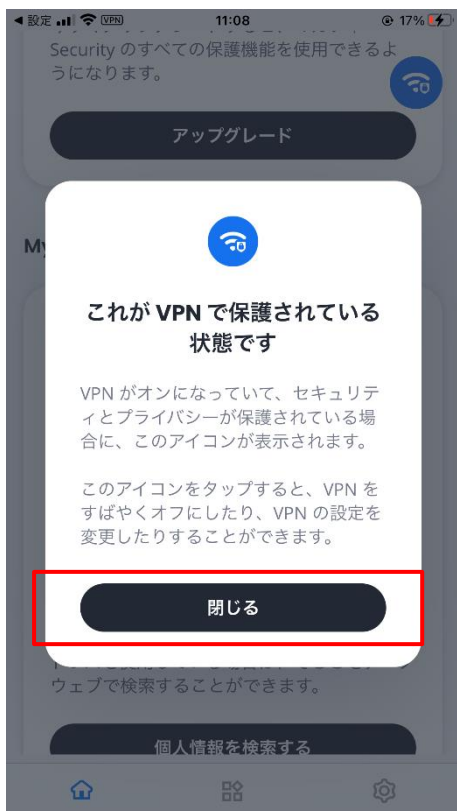 ◀設定 VPN 11:08 17%
Security のすべての保護機能を使用できるよ
うになります。
アップグレード
My
これが VPN で保護されている
状態です
VPN がオンになっていて、セキュリテ
ィとプライバシーが保護されている場
合に、このアイコンが表示されます。
このアイコンをタップすると、VPN を
すばやくオフにしたり、VPN の設定を
変更したりすることができます。
閉じる
ウェブで検索することができます。
個人情報を検索する